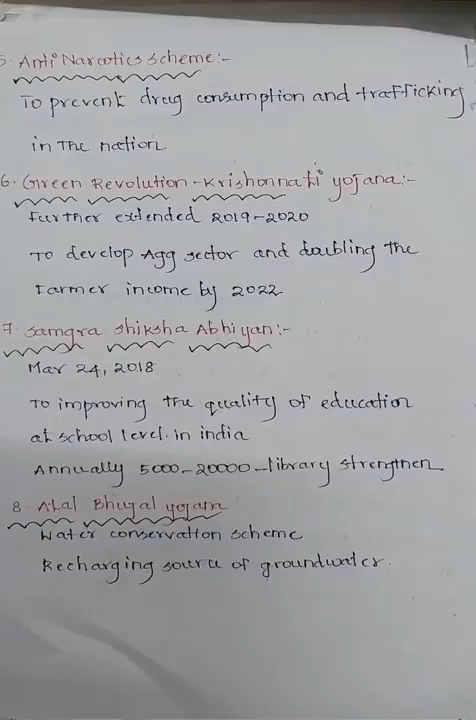 5. Anti Narcotics scheme:-
To prevent drug consumption and trafficking
in The nation
6. Green Revolution-Krishonnati yojana:-
Further extended 2019-2020
To develop Agg sector and doubling the
Farmer income by 2022
7. Samgra shiksha Abhiyan:-
Mar 24, 2018
To improving the quality of education
at school level. in india
Annually 5000-20000-library strengthen
8. Atal Bhujal yojana
Water conservation scheme
Recharging source of groundwater.